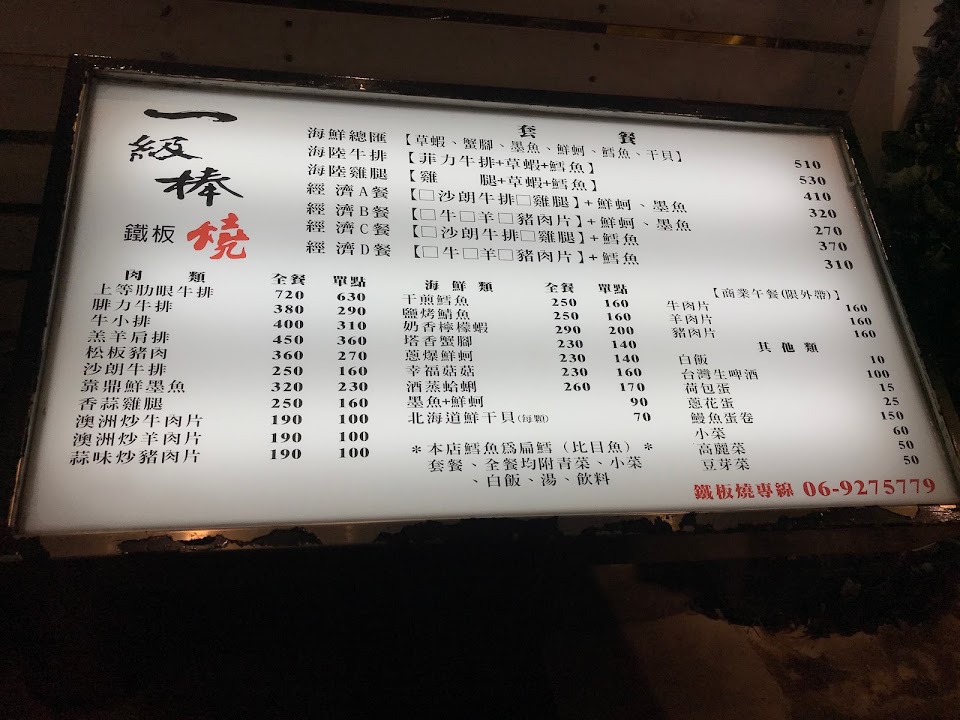 一級棒
鐵板燒
套餐
海鮮總匯【草蝦、蟹腳、墨魚、鮮蚵、鱈魚、干貝】 510
海陸牛排【菲力牛排+草蝦+鱈魚】 530
海陸雞腿【雞 腿+草蝦+鱈魚】 410
經濟A餐【□沙朗牛排□雞腿】+鮮蚵、墨魚 320
經濟B餐【□牛□羊□豬肉片】+鮮蚵、墨魚 270
經濟C餐【□沙朗牛排□雞腿】+鱈魚 370
經濟D餐【□牛□羊□豬肉片】+鱈魚 310
肉類 全餐 單點
上等肋眼牛排 720 630
腓力牛排 380 290
牛小排 400 310
羔羊肩排 450 360
松板豬肉 360 270
沙朗牛排 250 160
鼎鮮墨魚 320 230
香蒜雞腿 250 160
澳洲炒牛肉片 190 100
澳洲炒羊肉片 190 100
蒜味炒豬肉片 190 100
海鮮類 全餐 單點
干煎鱈魚 250 160
鹽烤鯖魚 250 160
奶香檸檬蝦 290 200
塔香蟹腳 230 140
蔥爆鮮蚵 230 140
幸福菇菇 230 160
酒蒸蛤蜊 260 170
墨魚+鮮蚵 90
北海道鮮干貝(每顆) 70
＊本店鱈魚為扁鱈（比目魚）＊
套餐、全餐均附青菜、小菜
、白飯、湯、飲料
【商業午餐(限外帶)】
牛肉片 160
羊肉片 160
豬肉片 160
其他類
白飯 10
台灣生啤酒 100
荷包蛋 15
蔥花蛋 25
鰻魚蛋卷 150
小菜 60
高麗菜 50
豆芽菜 50
鐵板燒專線 06-9275779